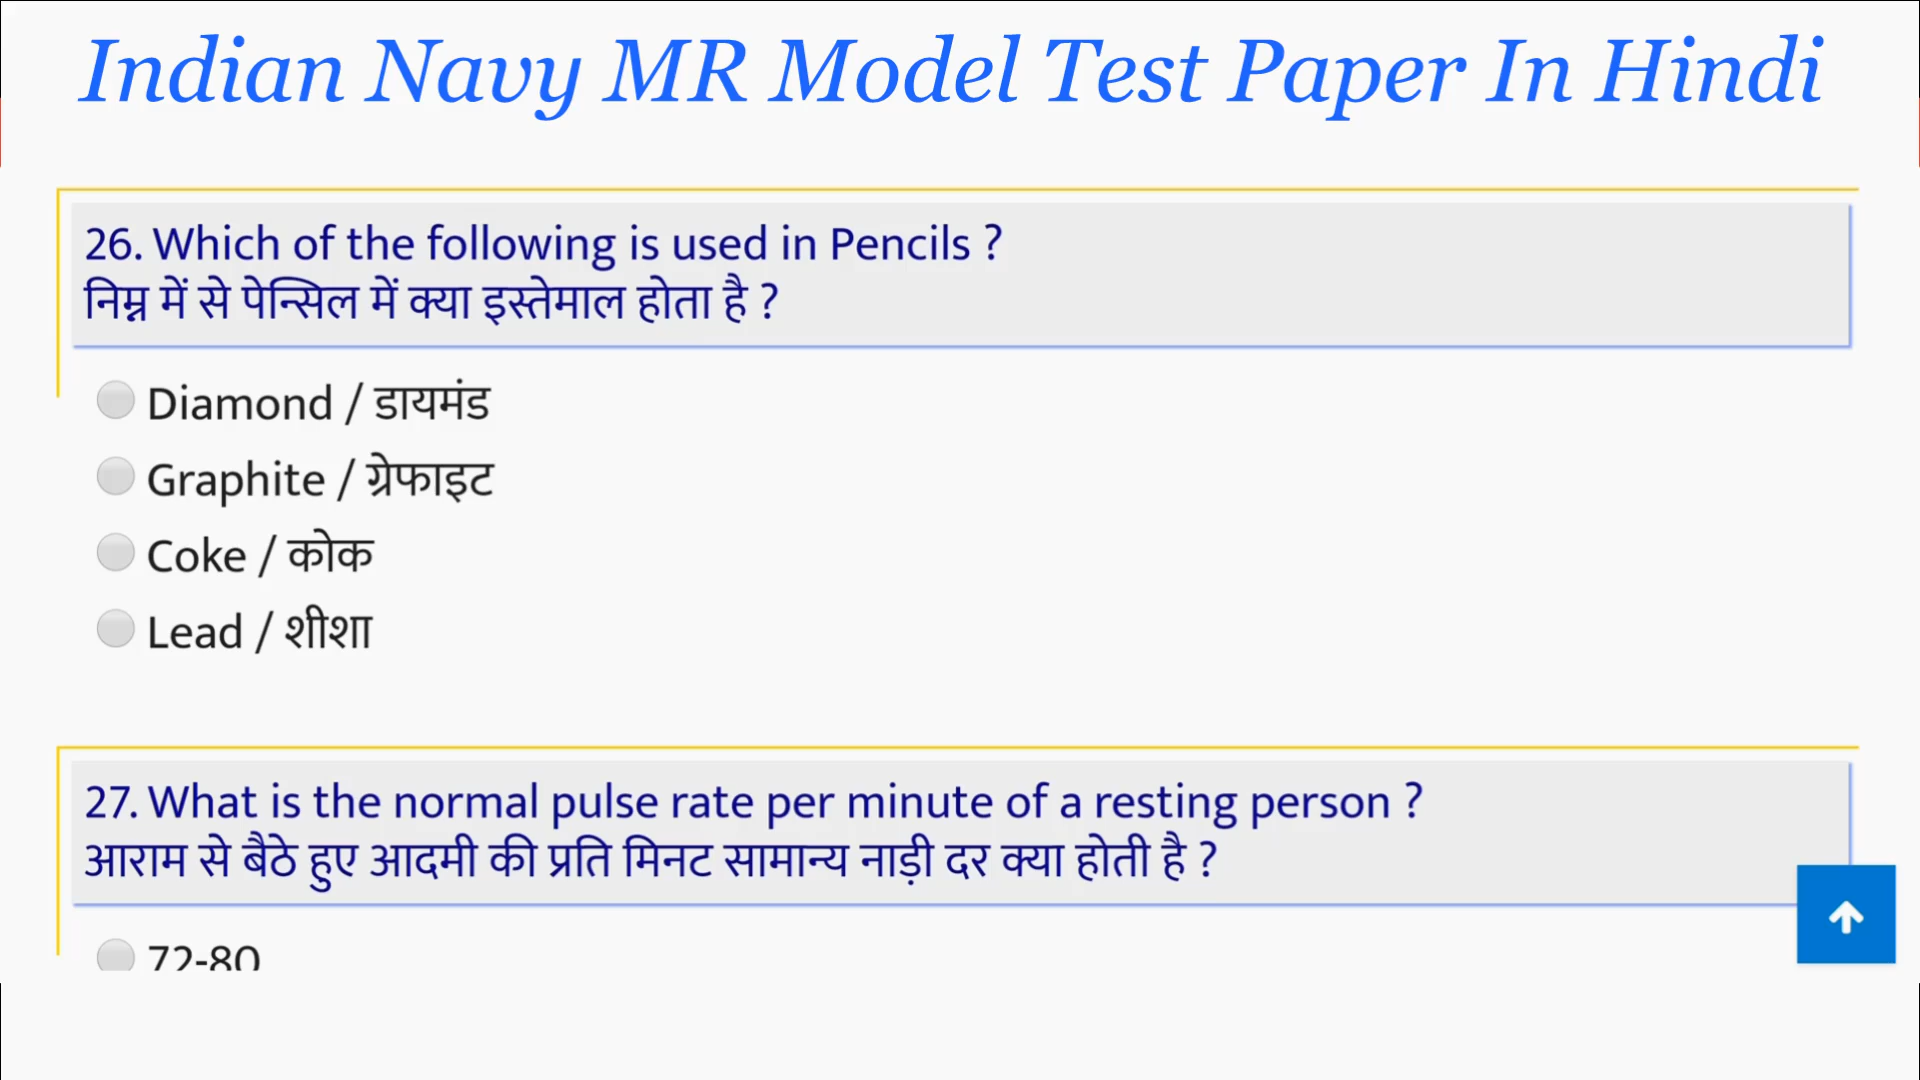 Indian Navy MR Model Test Paper In Hindi
26. Which of the following is used in Pencils ?
निम्न में से पेन्सिल में क्या इस्तेमाल होता है ?
Diamond / डायमंड
Graphite / ग्रेफाइट
Coke / कोक
Lead / शीशा
27. What is the normal pulse rate per minute of a resting person ?
आराम से बैठे हुए आदमी की प्रति मिनट सामान्य नाड़ी दर क्या होती है ?
72-80